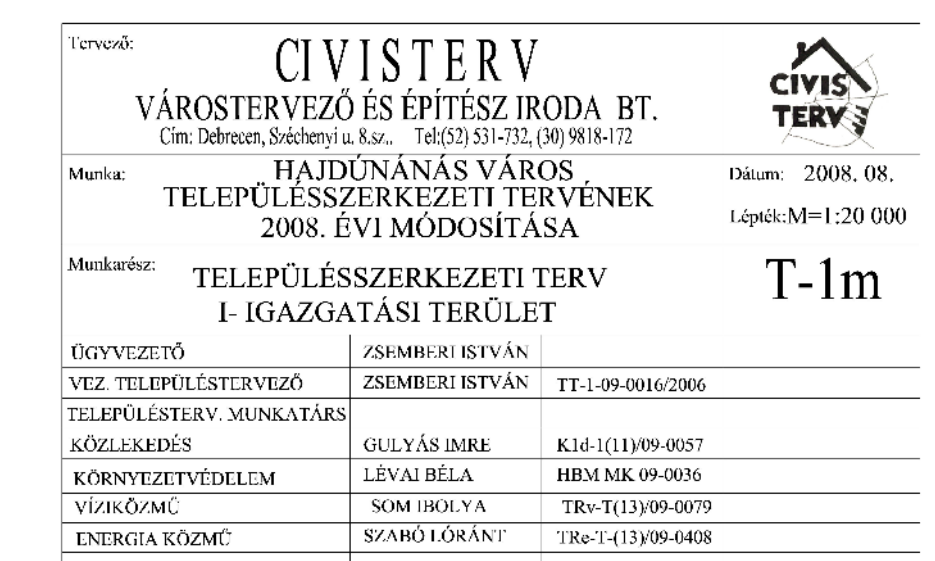 Tervező:
CIVISTERV
VÁROSTERVEZŐ ÉS ÉPÍTÉSZ IRODA BT.
Cím: Debrecen, Széchenyi u. 8.sz.. Tel:(52) 531-732, (30) 9818-172
CIVIS
TERV
Munka:
HAJDÚNÁNÁS VÁROS
TELEPÜLÉSSZERKEZETI TERVÉNEK
2008. ÉVI MÓDOSÍTÁSA
Dátum: 2008. 08.
Lépték:M=1:20 000
Munkarész:
TELEPÜLÉSSZERKEZETI TERV
I- IGAZGATÁSI TERÜLET
T-1m
ÜGYVEZETŐ ZSEMBERI ISTVÁN
VEZ. TELEPÜLÉSTERVEZŐ ZSEMBERI ISTVÁN TT-1-09-0016/2006
TELEPÜLÉSTERV. MUNKATÁRS
KÖZLEKEDÉS GULYÁS IMRE K1d-1(11)/09-0057
KÖRNYEZETVÉDELEM LÉVAI BÉLA HBM MK 09-0036
VÍZIKÖZMŰ SOM IBOLYA TRv-T(13)/09-0079
ENERGIA KÖZMŰ SZABÓ LÓRÁNT TRe-T-(13)/09-0408